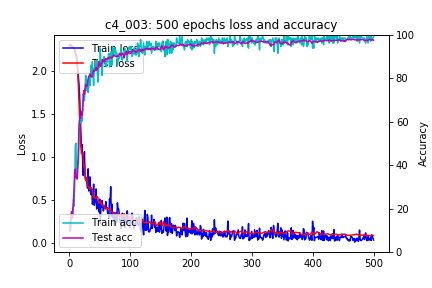 c4_003: 500 epochs loss and accuracy
Train loss
Test loss
Train acc
Test acc
Loss
2.0
1.5
1.0
0.5
0.0
100
80
60
40
20
0
Accuracy
0
100
200
300
400
500